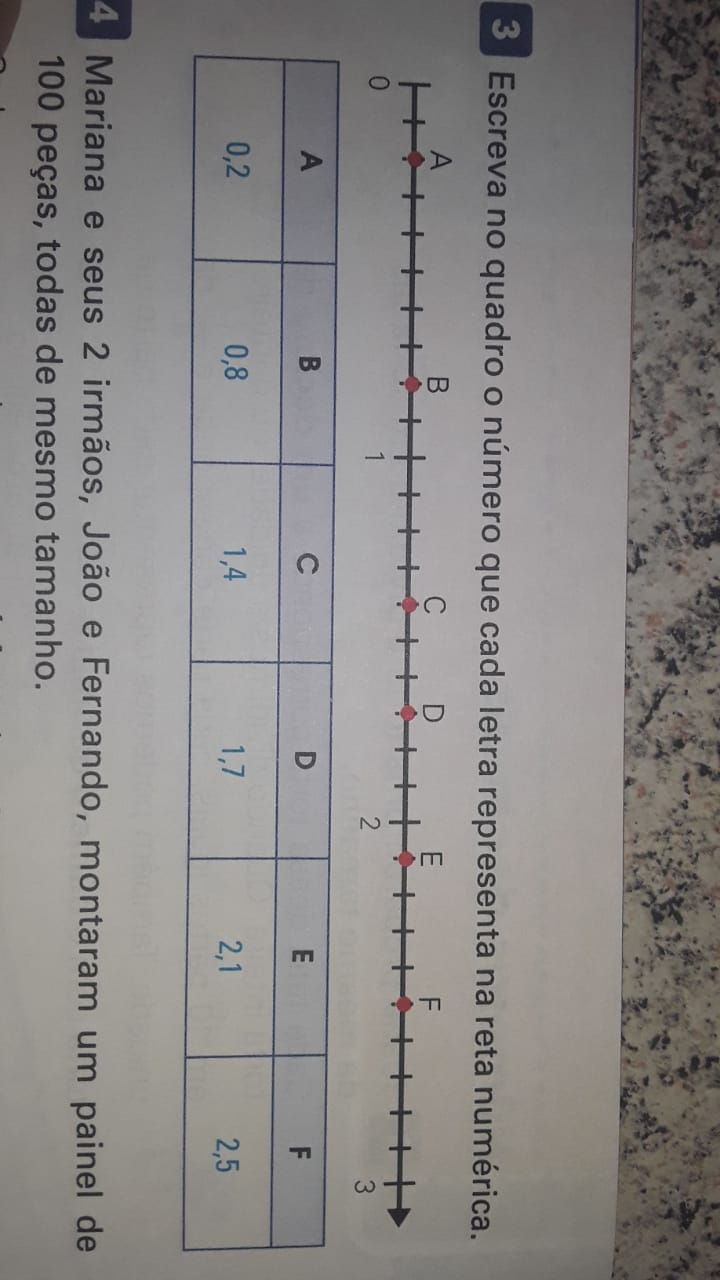 3 Escreva no quadro o número que cada letra representa na reta numérica.
A B C D E F
0 1 2 3
A B C D E F
0,2 0,8 1,4 1,7 2,1 2,5
4 Mariana e seus 2 irmãos, João e Fernando, montaram um painel de
100 peças, todas de mesmo tamanho.